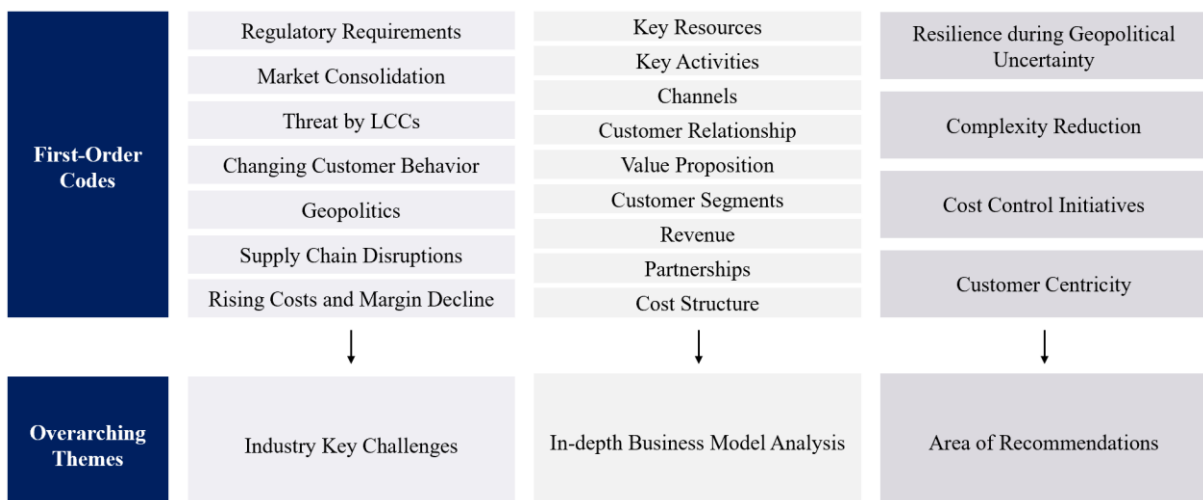 First-Order
Codes
Regulatory Requirements
Market Consolidation
Threat by LCCs
Changing Customer Behavior
Geopolitics
Supply Chain Disruptions
Rising Costs and Margin Decline
Key Resources
Key Activities
Channels
Customer Relationship
Value Proposition
Customer Segments
Revenue
Partnerships
Cost Structure
Resilience during Geopolitical
Uncertainty
Complexity Reduction
Cost Control Initiatives
Customer Centricity
Overarching
Themes
Industry Key Challenges
In-depth Business Model Analysis
Area of Recommendations